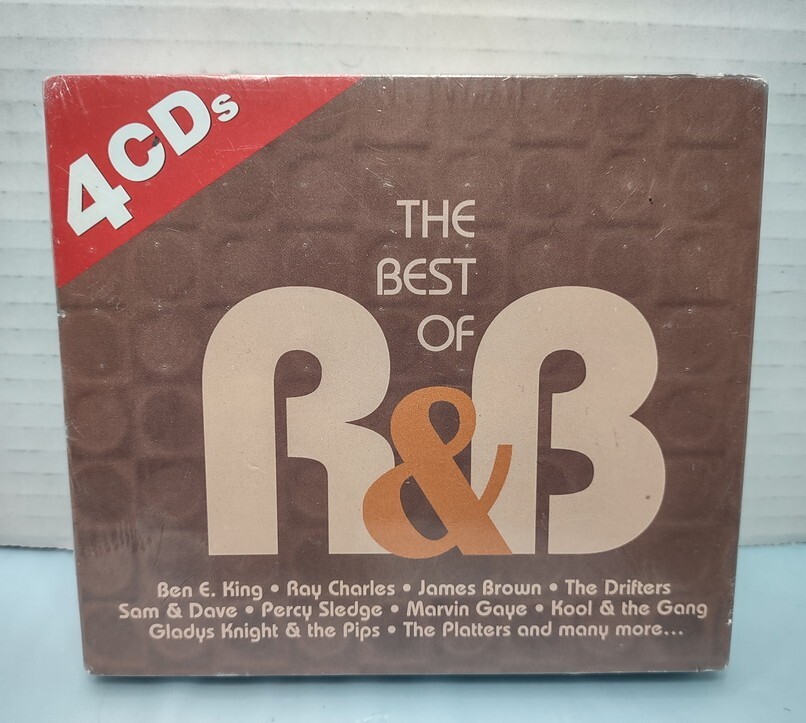 4CDs
THE
BEST
OF
R&B
Ben E. King • Ray Charles • James Brown • The Drifters
Sam & Dave • Percy Sledge • Marvin Gaye • Kool & the Gang
Gladys Knight & the Pips • The Platters and many more...